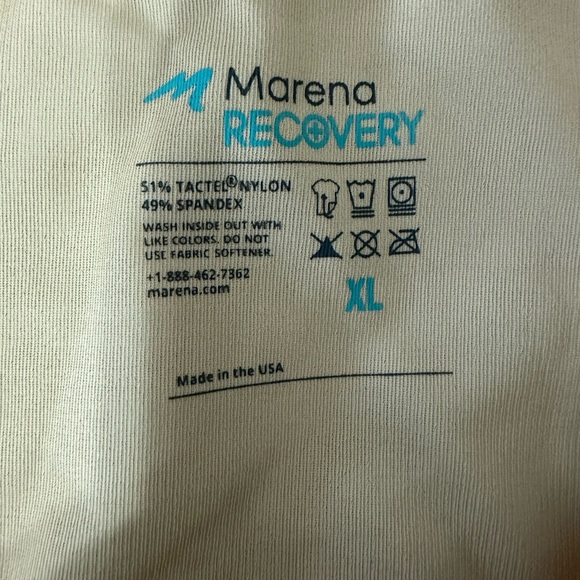 Marena
RECOVERY
51% TACTEL® NYLON
49% SPANDEX
WASH INSIDE OUT WITH
LIKE COLORS. DO NOT
USE FABRIC SOFTENER.
+1-888-462-7362
marena.com
XL
Made in the USA